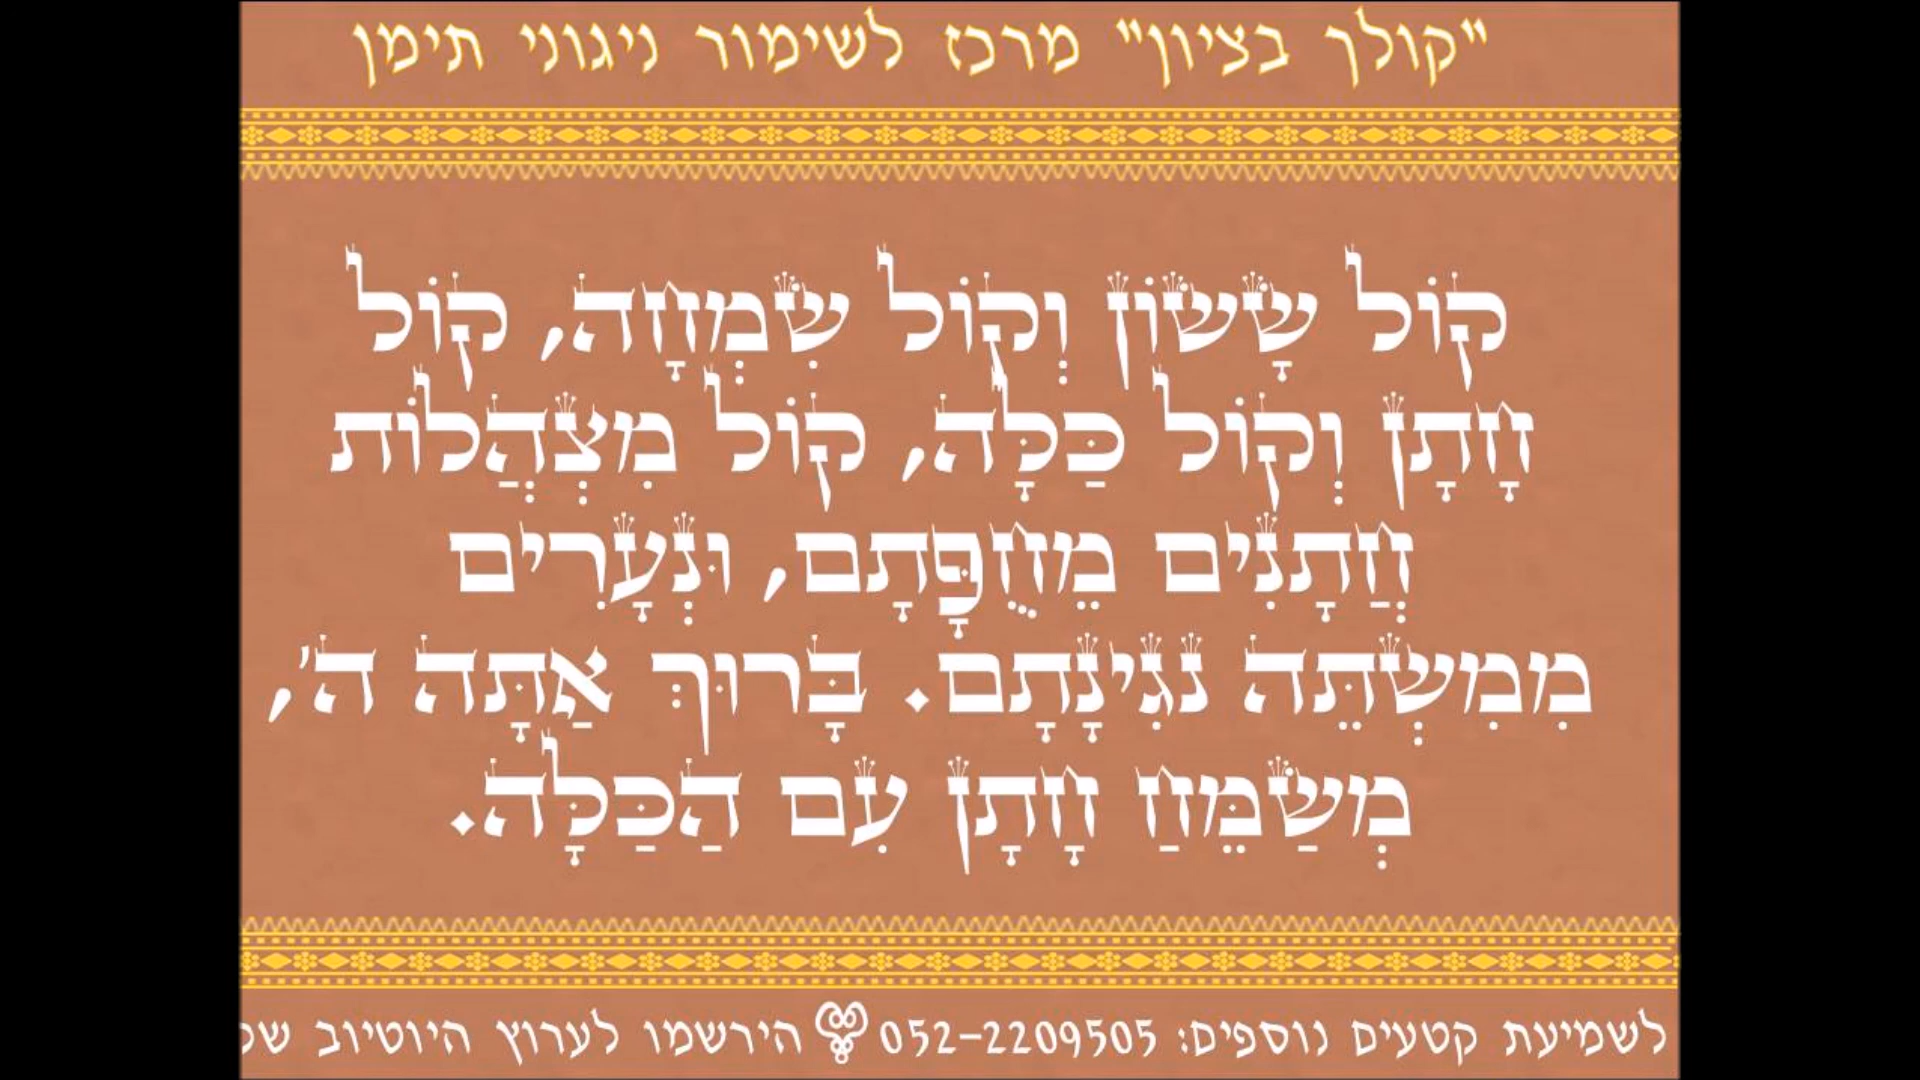 "קולך בציון" מרכז לשימור ניגוני תימן
קוֹל שָׂשׂוֹן וְקוֹל שִׂמְחָה, קוֹל
חָתָן וְקוֹל כַּלָּה, קוֹל מִצְהֲלוֹת
חֲתָנִים מֵחֻפָּתָם, וּנְעָרִים
מִמִשְׁתֵּה נגִינָתָם. בָּרוּךְ אַתָּה ה',
מְשַׂמֵּחַ חָתָן עִם הַכַּלָּה.
לשמיעת קטעים נוספים: 052-2209505 הירשמו לערוץ היוטיוב